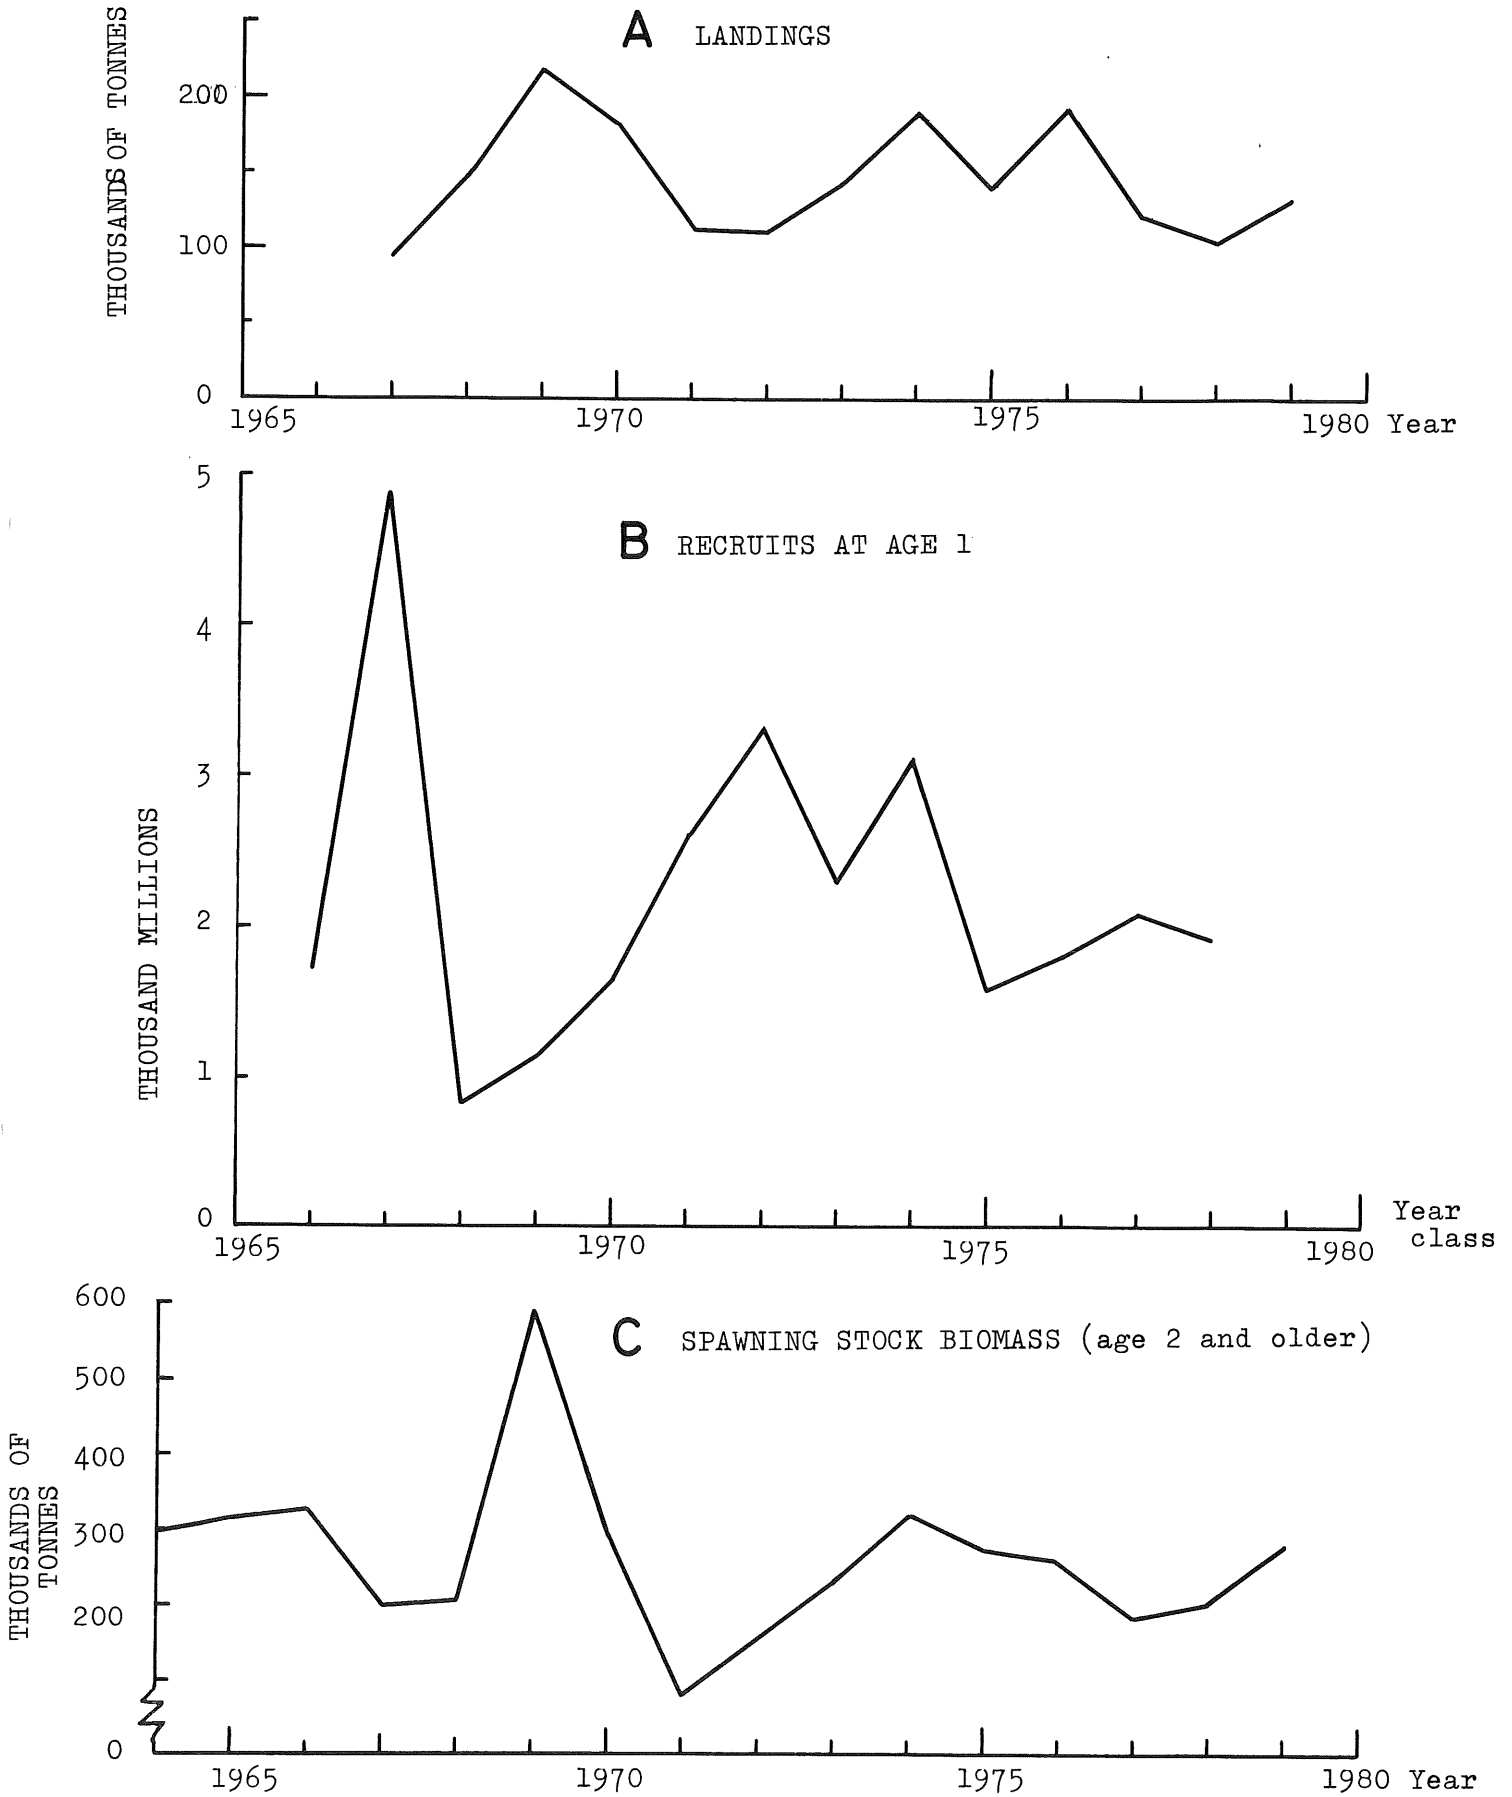 A LANDINGS
THOUSANDS OF TONNES
200
100
0
1965 1970 1975 1980 Year
B RECRUITS AT AGE 1
THOUSAND MILLIONS
5
4
3
2
1
0
1965 1970 1975 1980 Year class
C SPAWNING STOCK BIOMASS (age 2 and older)
THOUSANDS OF
TONNES
600
500
400
300
200
0
1965 1970 1975 1980 Year